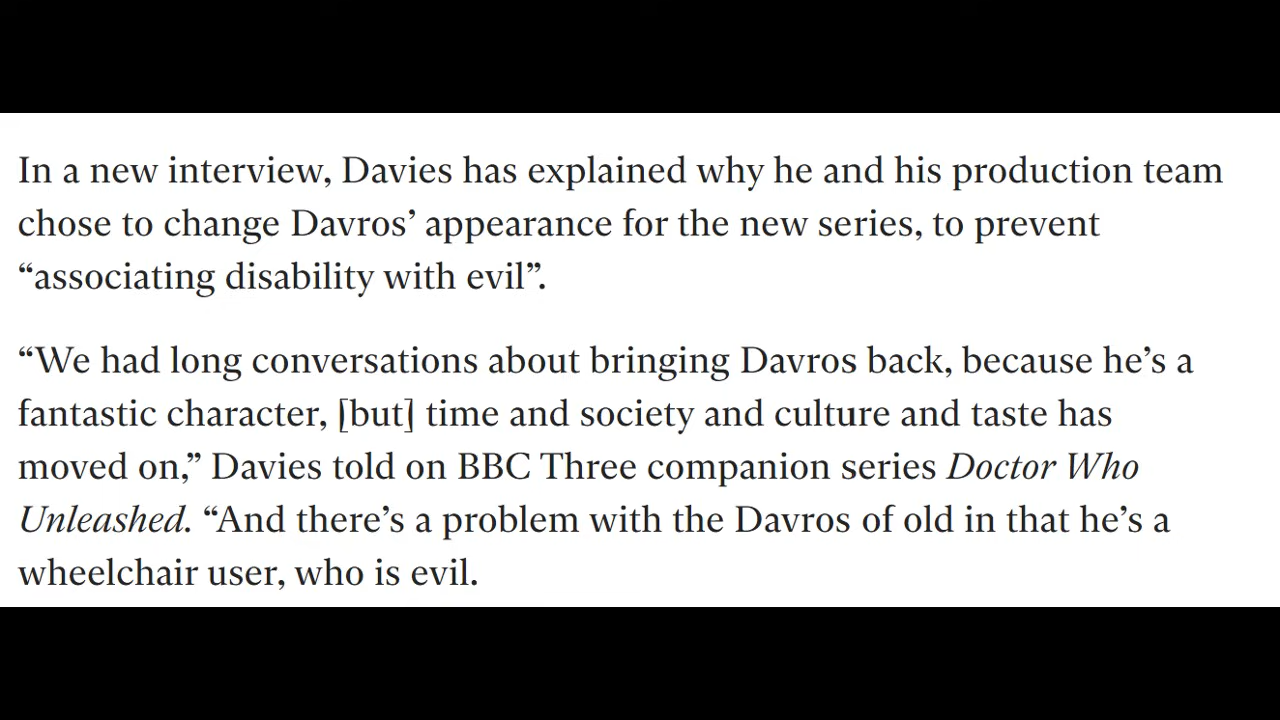 In a new interview, Davies has explained why he and his production team
chose to change Davros’ appearance for the new series, to prevent
“associating disability with evil”.
“We had long conversations about bringing Davros back, because he’s a
fantastic character, [but] time and society and culture and taste has
moved on,” Davies told on BBC Three companion series Doctor Who
Unleashed. “And there’s a problem with the Davros of old in that he’s a
wheelchair user, who is evil.